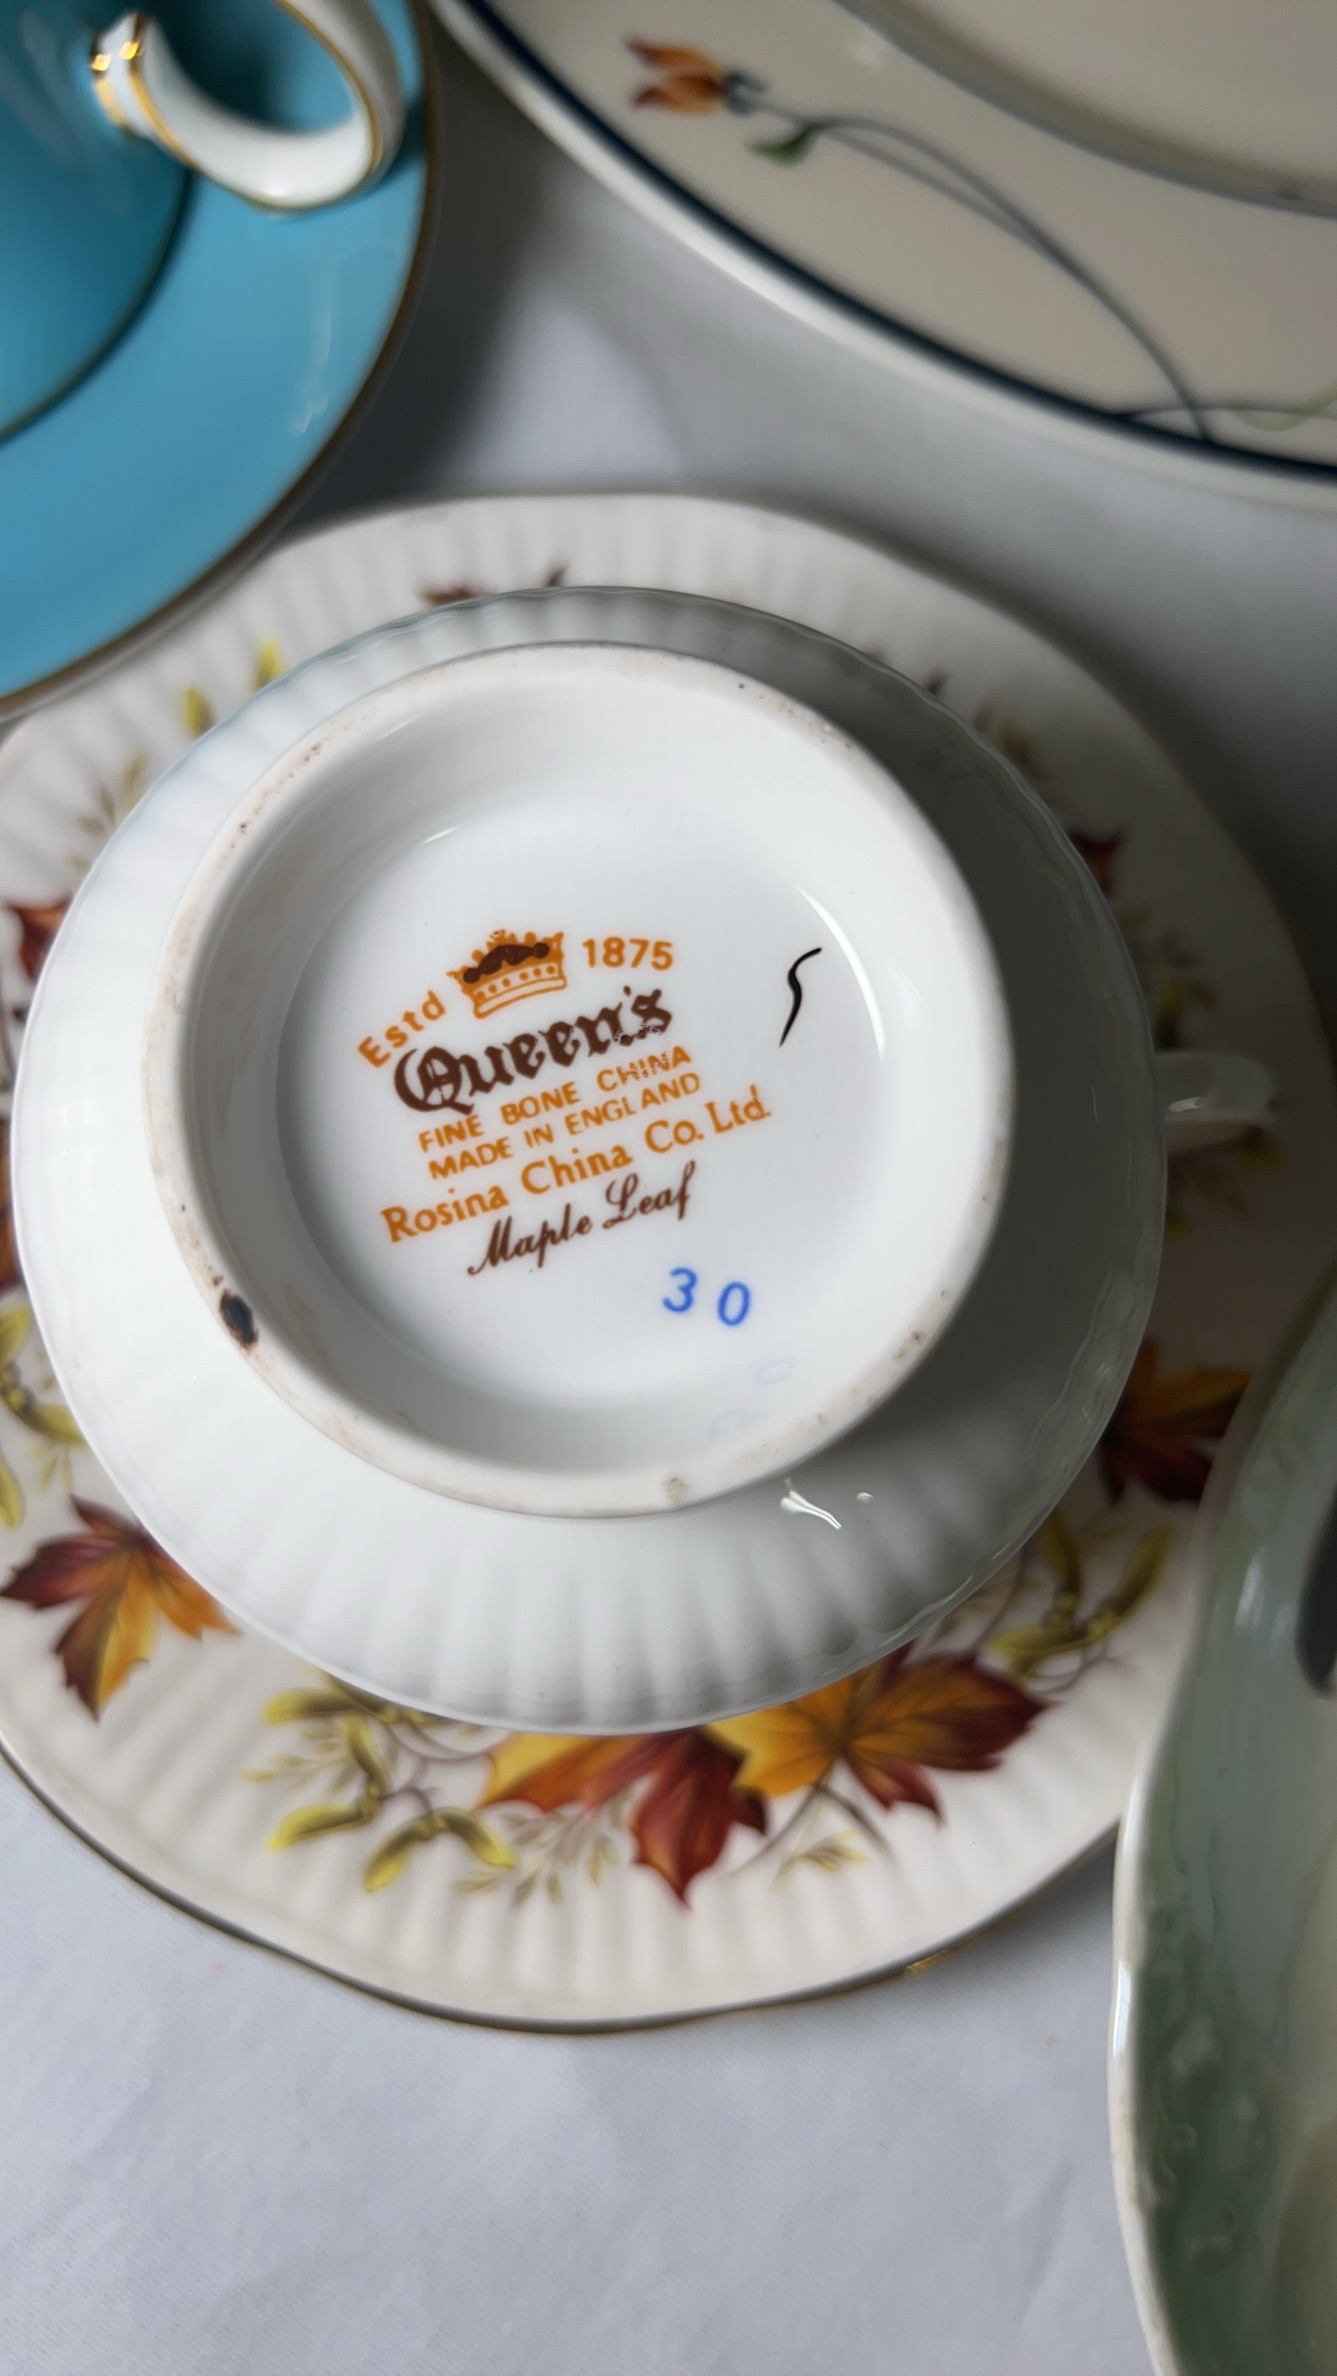 Estd 1875
Queen's
FINE BONE CHINA
MADE IN ENGLAND
Rosina China Co. Ltd.
Maple Leaf
30